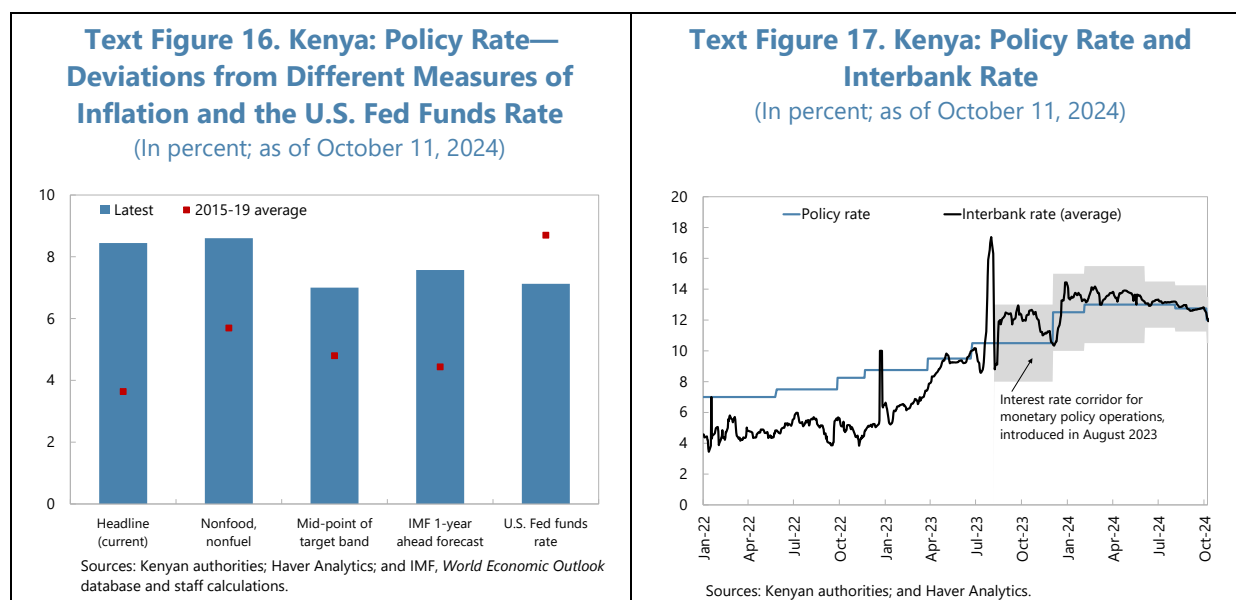 Text Figure 16. Kenya: Policy Rate—
Deviations from Different Measures of
Inflation and the U.S. Fed Funds Rate
(In percent; as of October 11, 2024)
10
8
6
4
2
0
Latest
2015-19 average
Headline
(current)
Nonfood,
nonfuel
Mid-point of
target band
IMF 1-year
ahead forecast
U.S. Fed funds
rate
Sources: Kenyan authorities; Haver Analytics; and IMF, World Economic Outlook
database and staff calculations.
Text Figure 17. Kenya: Policy Rate and
Interbank Rate
(In percent; as of October 11, 2024)
20
18
16
14
12
10
8
6
4
2
0
Policy rate
Interbank rate (average)
Interest rate corridor for
monetary policy operations,
introduced in August 2023
Jan-22
Apr-22
Jul-22
Oct-22
Jan-23
Apr-23
Jul-23
Oct-23
Jan-24
Apr-24
Jul-24
Oct-24
Sources: Kenyan authorities; and Haver Analytics.